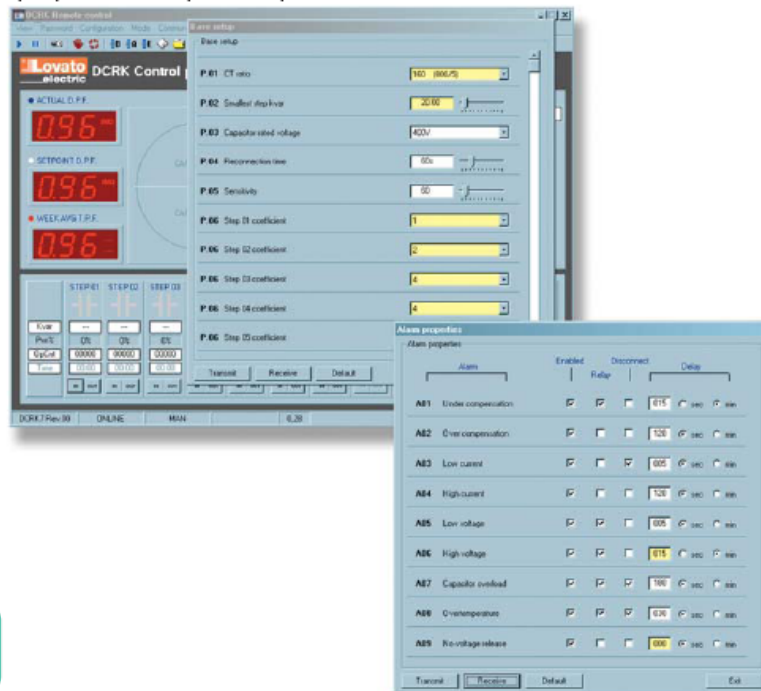 DCRK Remote control
View Password Configuration Mode
Base setup
Base setup
Lovato
electric
DCRK Control
P.01 CT ratio 160 (800/5)
P.02 Smallest step kvar 20.00
P.03 Capacitor rated voltage 400V
P.04 Reconnection time 60s
P.05 Sensitivity 60
P.06 Step 01 coefficient 1
P.06 Step 02 coefficient 2
P.06 Step 03 coefficient 4
P.06 Step 04 coefficient 4
P.06 Step 05 coefficient
Transmit Receive Default
ACTUAL D.P.F.
0.96
SETPOINT D.P.F.
0.96
WEEK AVG T.P.F.
0.96
STEP 01 STEP 02 STEP 03
Kvar -- -- --
Pwr% 0% 0% 0%
OpCnt 00000 00000 00000
Time 00:00 00:00 00:00
ONLINE MAN 0.20
Alarm properties
Alarm properties
Alarm Enabled Relay Disconnect Delay
A01 Under compensation 015 sec min
A02 Over compensation 120 sec min
A03 Low current 005 sec min
A04 High current 120 sec min
A05 Low voltage 005 sec min
A06 High voltage 015 sec min
A07 Capacitor overload 180 sec min
A08 Overtemperature 030 sec min
A09 No-voltage release 000 sec min
Transmit Receive Default Exit